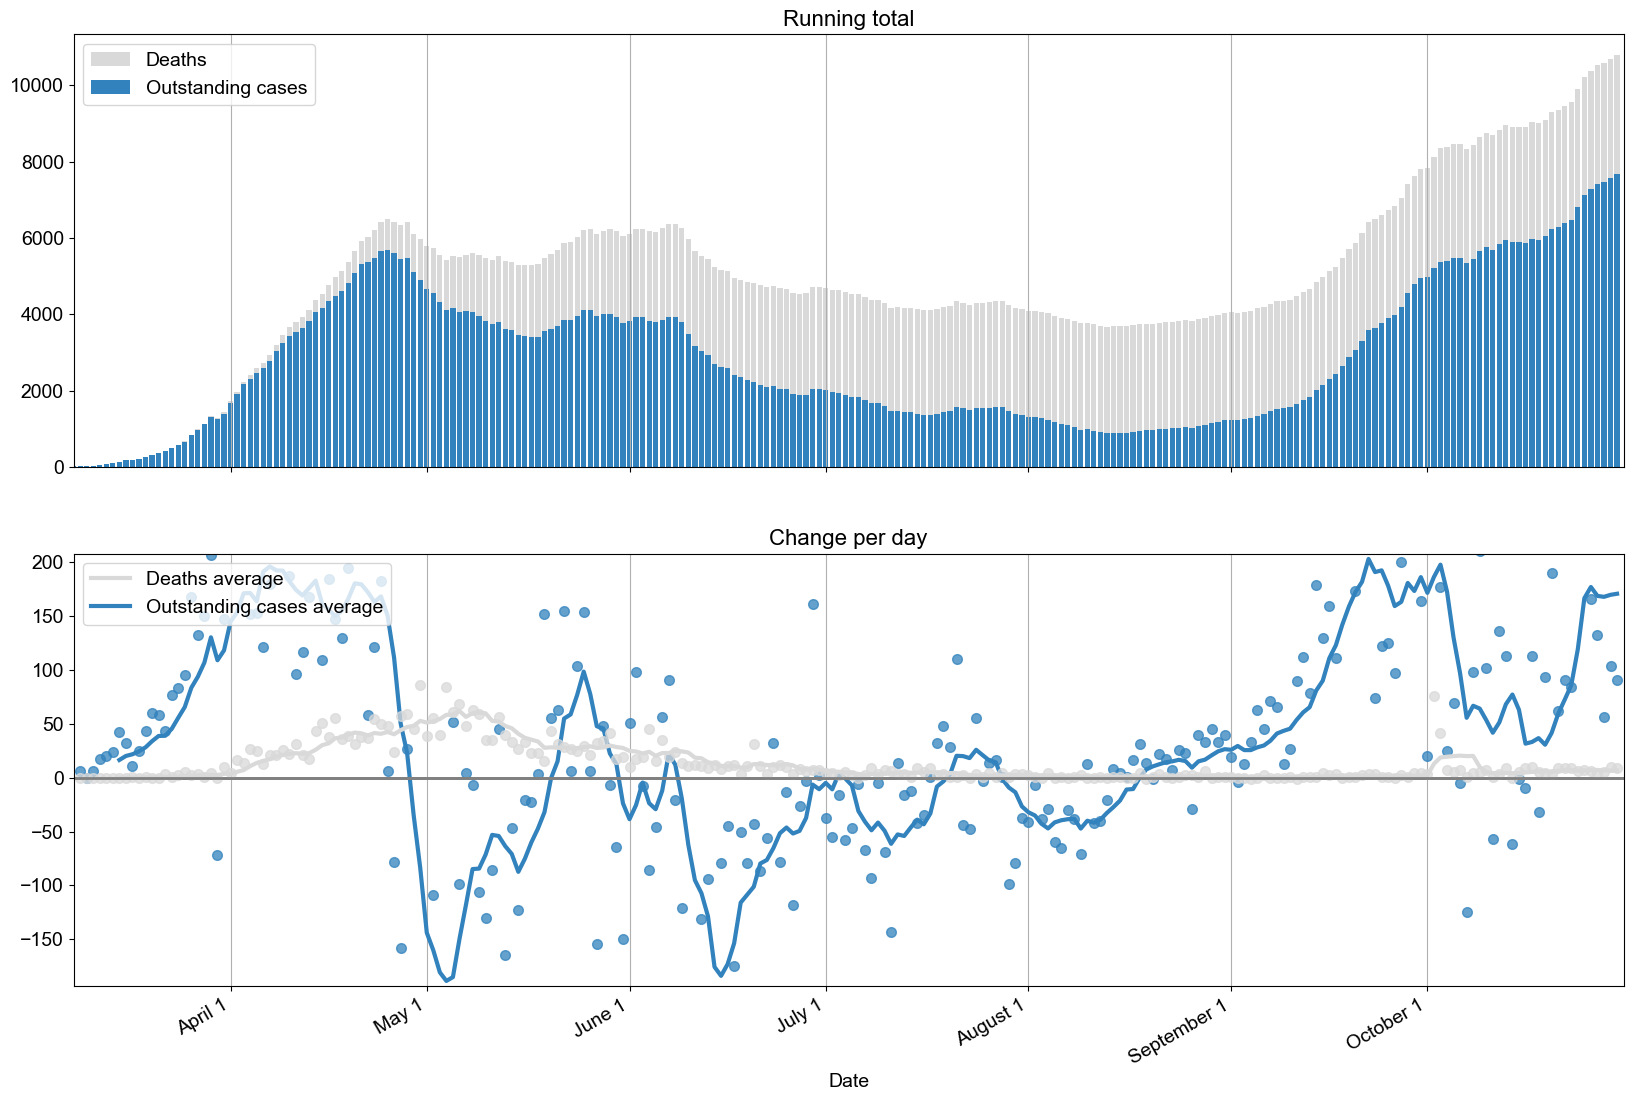 Running total
Deaths
Outstanding cases
10000
8000
6000
4000
2000
0
Change per day
Deaths average
Outstanding cases average
200
150
100
50
0
−50
−100
−150
April 1
May 1
June 1
July 1
August 1
September 1
October 1
Date